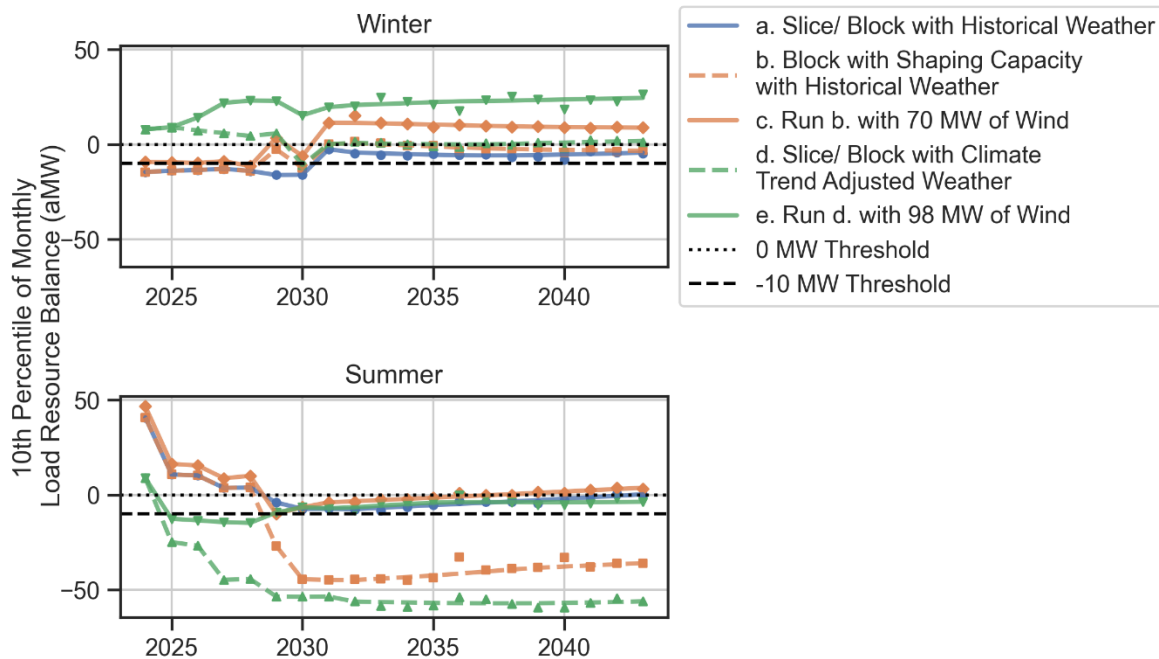 Winter
50
0
−50
2025
2030
2035
2040
Summer
50
0
−50
2025
2030
2035
2040
10th Percentile of Monthly
Load Resource Balance (aMW)
a. Slice/ Block with Historical Weather
b. Block with Shaping Capacity
with Historical Weather
c. Run b. with 70 MW of Wind
d. Slice/ Block with Climate
Trend Adjusted Weather
e. Run d. with 98 MW of Wind
0 MW Threshold
-10 MW Threshold